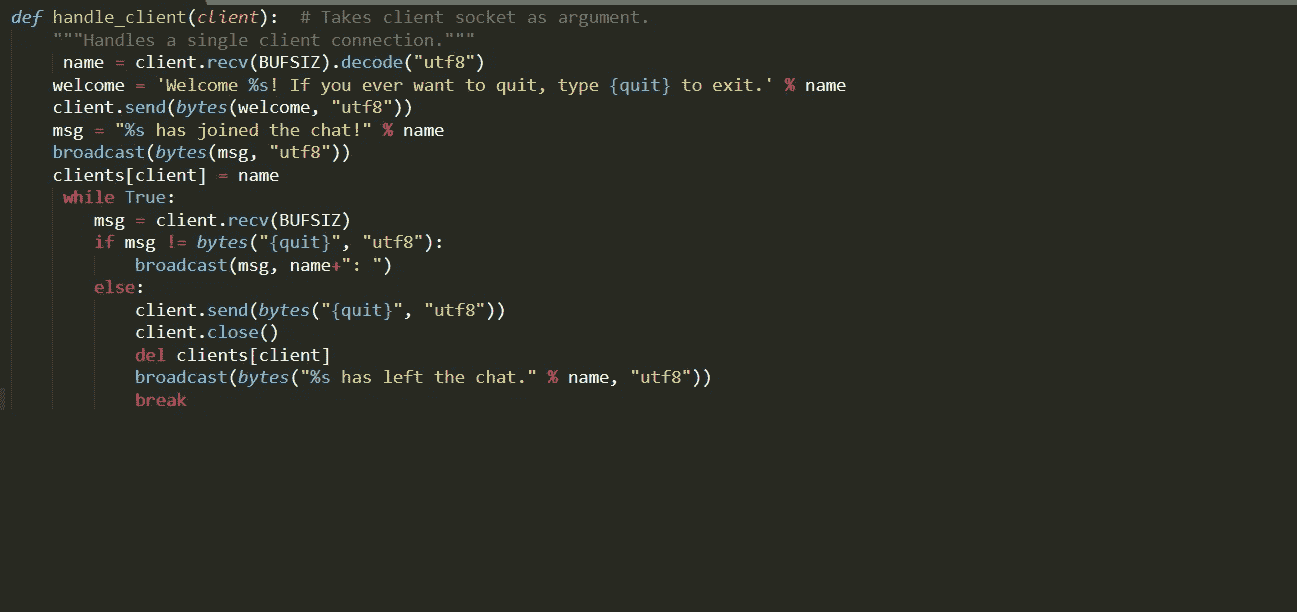 def handle_client(client):  # Takes client socket as argument.
    """Handles a single client connection."""
     name = client.recv(BUFSIZ).decode("utf8")
    welcome = 'Welcome %s! If you ever want to quit, type {quit} to exit.' % name
    client.send(bytes(welcome, "utf8"))
    msg = "%s has joined the chat!" % name
    broadcast(bytes(msg, "utf8"))
    clients[client] = name
     while True:
        msg = client.recv(BUFSIZ)
        if msg != bytes("{quit}", "utf8"):
            broadcast(msg, name+": ")
        else:
            client.send(bytes("{quit}", "utf8"))
            client.close()
            del clients[client]
            broadcast(bytes("%s has left the chat." % name, "utf8"))
            break